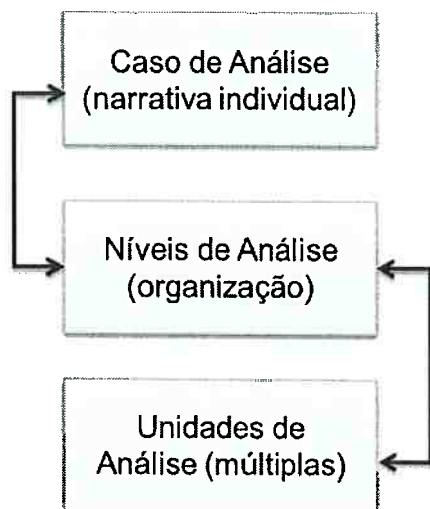 Caso de Análise
(narrativa individual)
Níveis de Análise
(organização)
Unidades de
Análise (múltiplas)